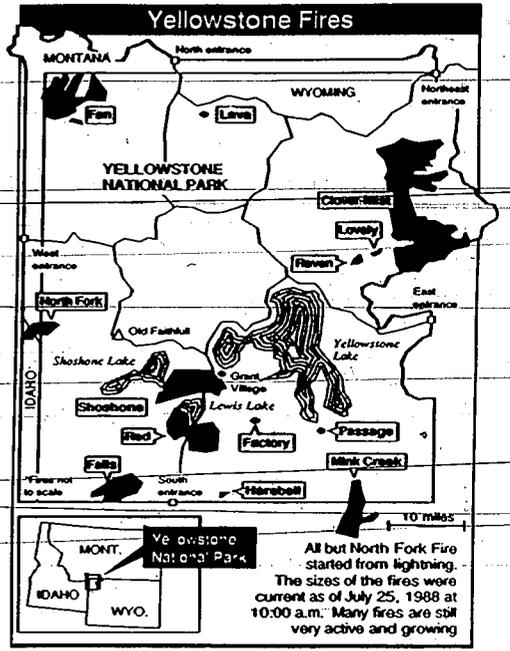 Yellowstone Fires
North entrance
MONTANA
WYOMING
Northeast
entrance
Fan
Lava
YELLOWSTONE
NATIONAL PARK
Clover-Mist
Lovely
Raven
West
entrance
East
entrance
North Fork
Old Faithful
Yellowstone
Lake
Shoshone Lake
Grant
Village
IDAHO
Shoshone
Lewis Lake
Red
Factory
Passage
Falls
Mink Creek
*Fires not
to scale
South
entrance
Harebell
10 miles
MONT.
Yellowstone
National Park
IDAHO
WYO.
All but North Fork Fire
started from lightning.
The sizes of the fires were
current as of July 25, 1988 at
10:00 a.m. Many fires are still
very active and growing